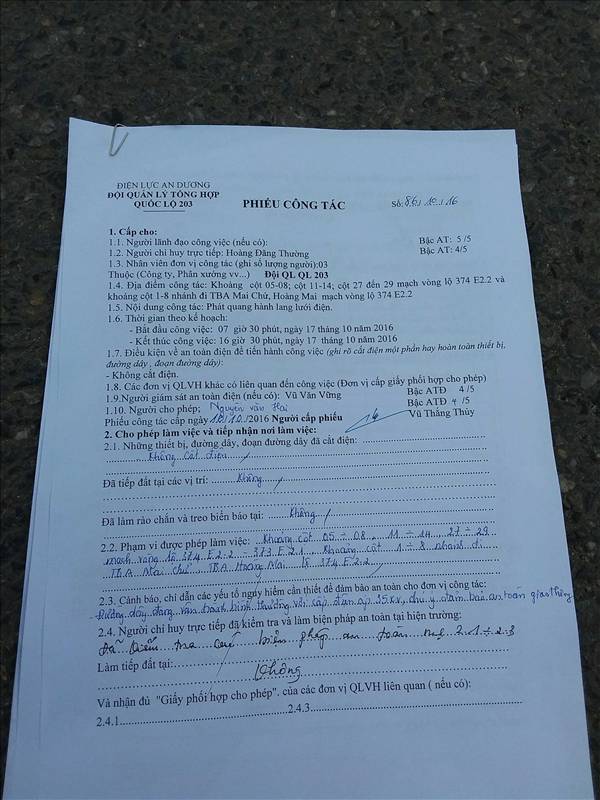 ĐIỆN LỰC AN DƯƠNG
ĐỘI QUẢN LÝ TỔNG HỢP
QUỐC LỘ 203
PHIẾU CÔNG TÁC
Số: 86/10/16
1. Cấp cho:
1.1. Người lãnh đạo công việc (nếu có): Bậc AT: 5/5
1.2. Người chỉ huy trực tiếp: Hoàng Đăng Thường Bậc AT: 4/5
1.3. Nhân viên đơn vị công tác (ghi số lượng người):03
Thuộc (Công ty, Phân xưởng vv...) Đội QL QL 203
1.4. Địa điểm công tác: Khoảng cột 05-08; cột 11-14; cột 27 đến 29 mạch vòng lộ 374 E2.2 và
khoảng cột 1-8 nhánh đi TBA Mai Chử, Hoàng Mai mạch vòng lộ 374 E2.2
1.5. Nội dung công tác: Phát quang hành lang lưới điện.
1.6. Thời gian theo kế hoạch:
- Bắt đầu công việc: 07 giờ 30 phút, ngày 17 tháng 10 năm 2016
- Kết thúc công việc: 16 giờ 30 phút, ngày 17 tháng 10 năm 2016
1.7. Điều kiện về an toàn điện để tiến hành công việc (ghi rõ cắt điện một phần hay hoàn toàn thiết bị,
đường dây , đoạn đường dây):
- Không cắt điện.
1.8. Các đơn vị QLVH khác có liên quan đến công việc (Đơn vị cấp giấy phối hợp cho phép)
1.9.Người giám sát an toàn điện (nếu có): Vũ Văn Vững Bậc ATĐ 4/5
1.10. Người cho phép; Nguyễn Văn Hai Bậc ATĐ 4/5
Phiếu công tác cấp ngày /10/2016 Người cấp phiếu Vũ Thắng Thủy
2. Cho phép làm việc và tiếp nhận nơi làm việc:
2.1. Những thiết bị, đường dây, đoạn đường dây đã cắt điện:
Không cắt điện
Đã tiếp đất tại các vị trí: Không
Đã làm rào chắn và treo biển báo tại: Không
2.2. Phạm vi được phép làm việc: Khoảng cột 05 ÷ 08, 11 ÷ 14, 27 ÷ 29
mạch vòng lộ 374 E2.2 - 373 E2.1, Khoảng cột 1 ÷ 8 nhánh đi
TBA Mai Chử, TBA Hoàng Mai lộ 374 E2.2
2.3. Cảnh báo, chỉ dẫn các yếu tố nguy hiểm cần thiết để đảm bảo an toàn cho đơn vị công tác:
Đường dây đang vận hành bình thường với cấp điện áp 35kV, chú ý đảm bảo an toàn giao thông
2.4. Người chỉ huy trực tiếp đã kiểm tra và làm biện pháp an toàn tại hiện trường:
Đã kiểm tra biện pháp an toàn mục 2.1 ÷ 2.3
Làm tiếp đất tại: Không
Và nhận đủ "Giấy phối hợp cho phép". của các đơn vị QLVH liên quan ( nếu có):
2.4.1 2.4.3